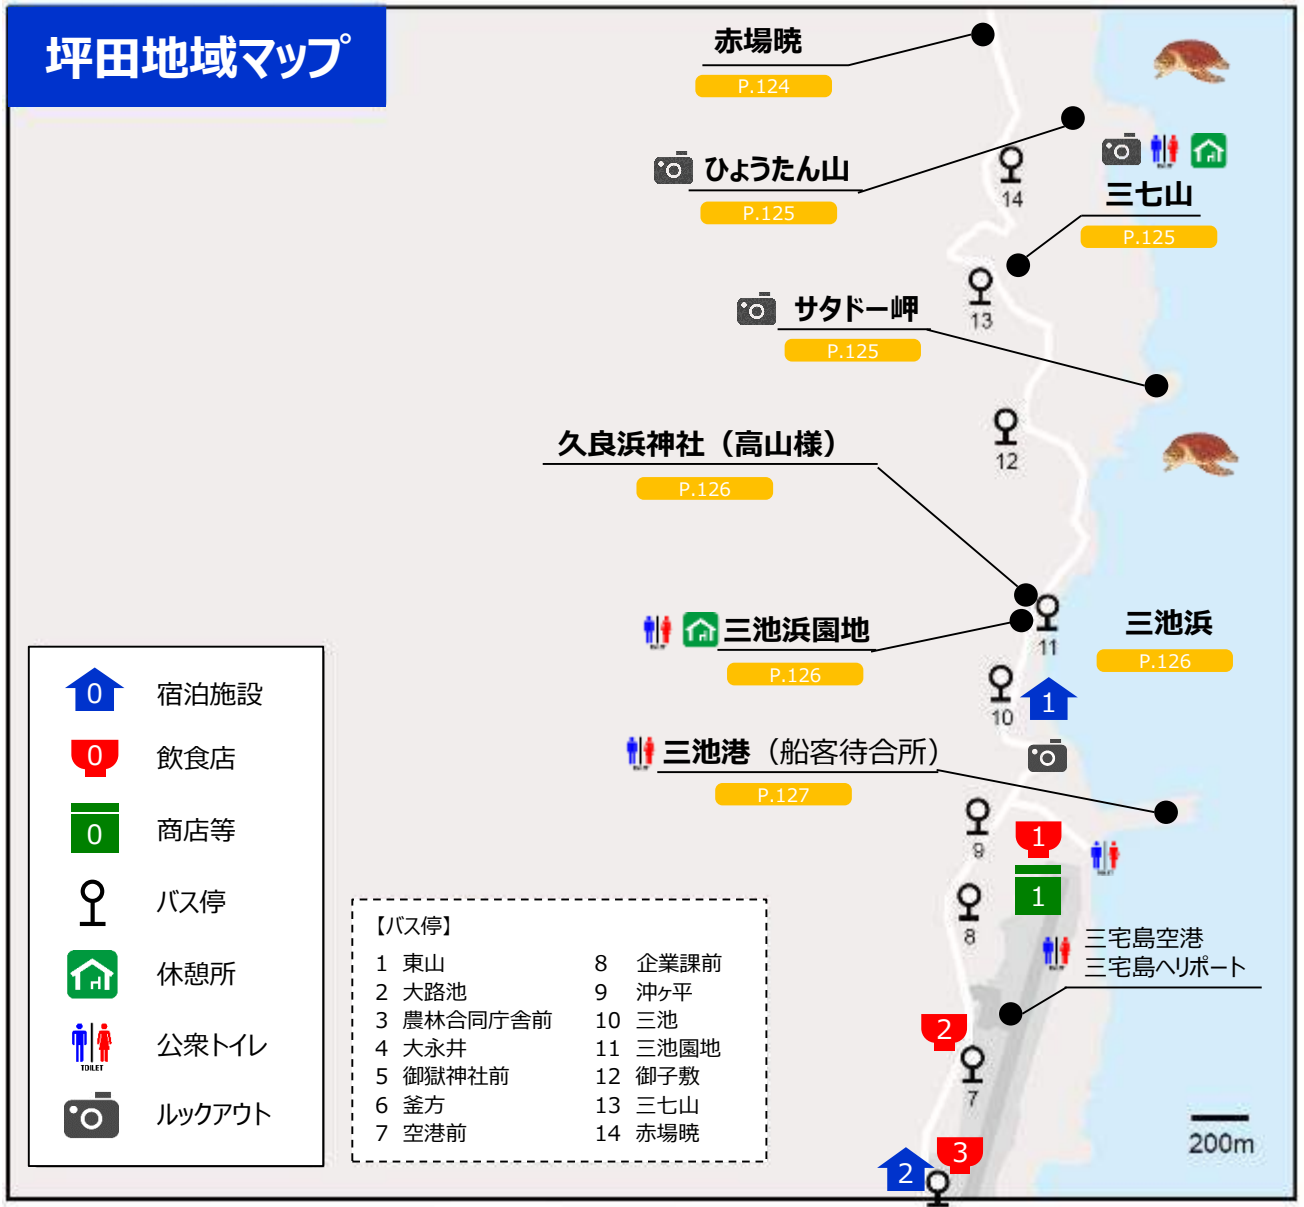 坪田地域マップ
赤場暁
P.124
ひょうたん山
P.125
14
三七山
P.125
13
サタドー岬
P.125
12
久良浜神社（高山様）
P.126
三池浜園地
P.126
11
三池浜
P.126
10
1
三池港（船客待合所）
P.127
9
1
1
8
三宅島空港
三宅島ヘリポート
2
7
3
2
200m
0 宿泊施設
0 飲食店
0 商店等
バス停
休憩所
TOILET 公衆トイレ
ルックアウト
【バス停】
1 東山
2 大路池
3 農林合同庁舎前
4 大永井
5 御嶽神社前
6 釜方
7 空港前
8 企業課前
9 沖ヶ平
10 三池
11 三池園地
12 御子敷
13 三七山
14 赤場暁